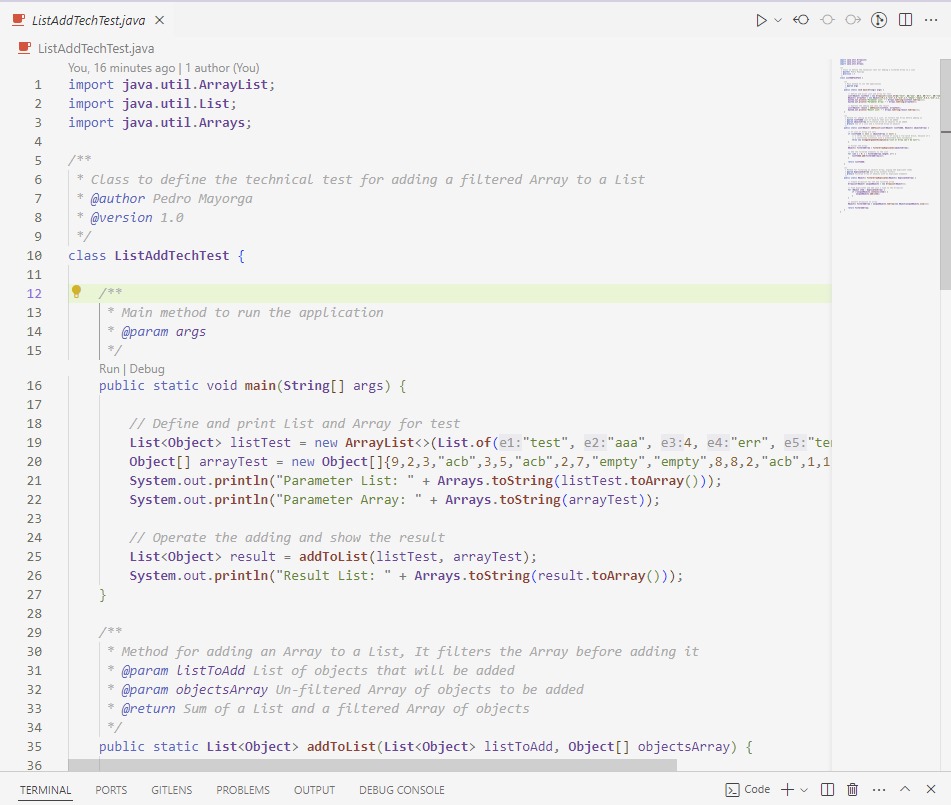 ListAddTechTest.java
ListAddTechTest.java
You, 16 minutes ago | 1 author (You)
1 import java.util.ArrayList;
2 import java.util.List;
3 import java.util.Arrays;
4
5 /**
6 * Class to define the technical test for adding a filtered Array to a List
7 * @author Pedro Mayorga
8 * @version 1.0
9 */
10 class ListAddTechTest {
11
12 /**
13 * Main method to run the application
14 * @param args
15 */
Run | Debug
16 public static void main(String[] args) {
17
18 // Define and print List and Array for test
19 List<Object> listTest = new ArrayList<>(List.of(e1:"test", e2:"aaa", e3:4, e4:"err", e5:"te
20 Object[] arrayTest = new Object[]{9,2,3,"acb",3,5,"acb",2,7,"empty","empty",8,8,2,"acb",1,1
21 System.out.println("Parameter List: " + Arrays.toString(listTest.toArray()));
22 System.out.println("Parameter Array: " + Arrays.toString(arrayTest));
23
24 // Operate the adding and show the result
25 List<Object> result = addToList(listTest, arrayTest);
26 System.out.println("Result List: " + Arrays.toString(result.toArray()));
27 }
28
29 /**
30 * Method for adding an Array to a List, It filters the Array before adding it
31 * @param listToAdd List of objects that will be added
32 * @param objectsArray Un-filtered Array of objects to be added
33 * @return Sum of a List and a filtered Array of objects
34 */
35 public static List<Object> addToList(List<Object> listToAdd, Object[] objectsArray) {
36
TERMINAL PORTS GITLENS PROBLEMS OUTPUT DEBUG CONSOLE Code